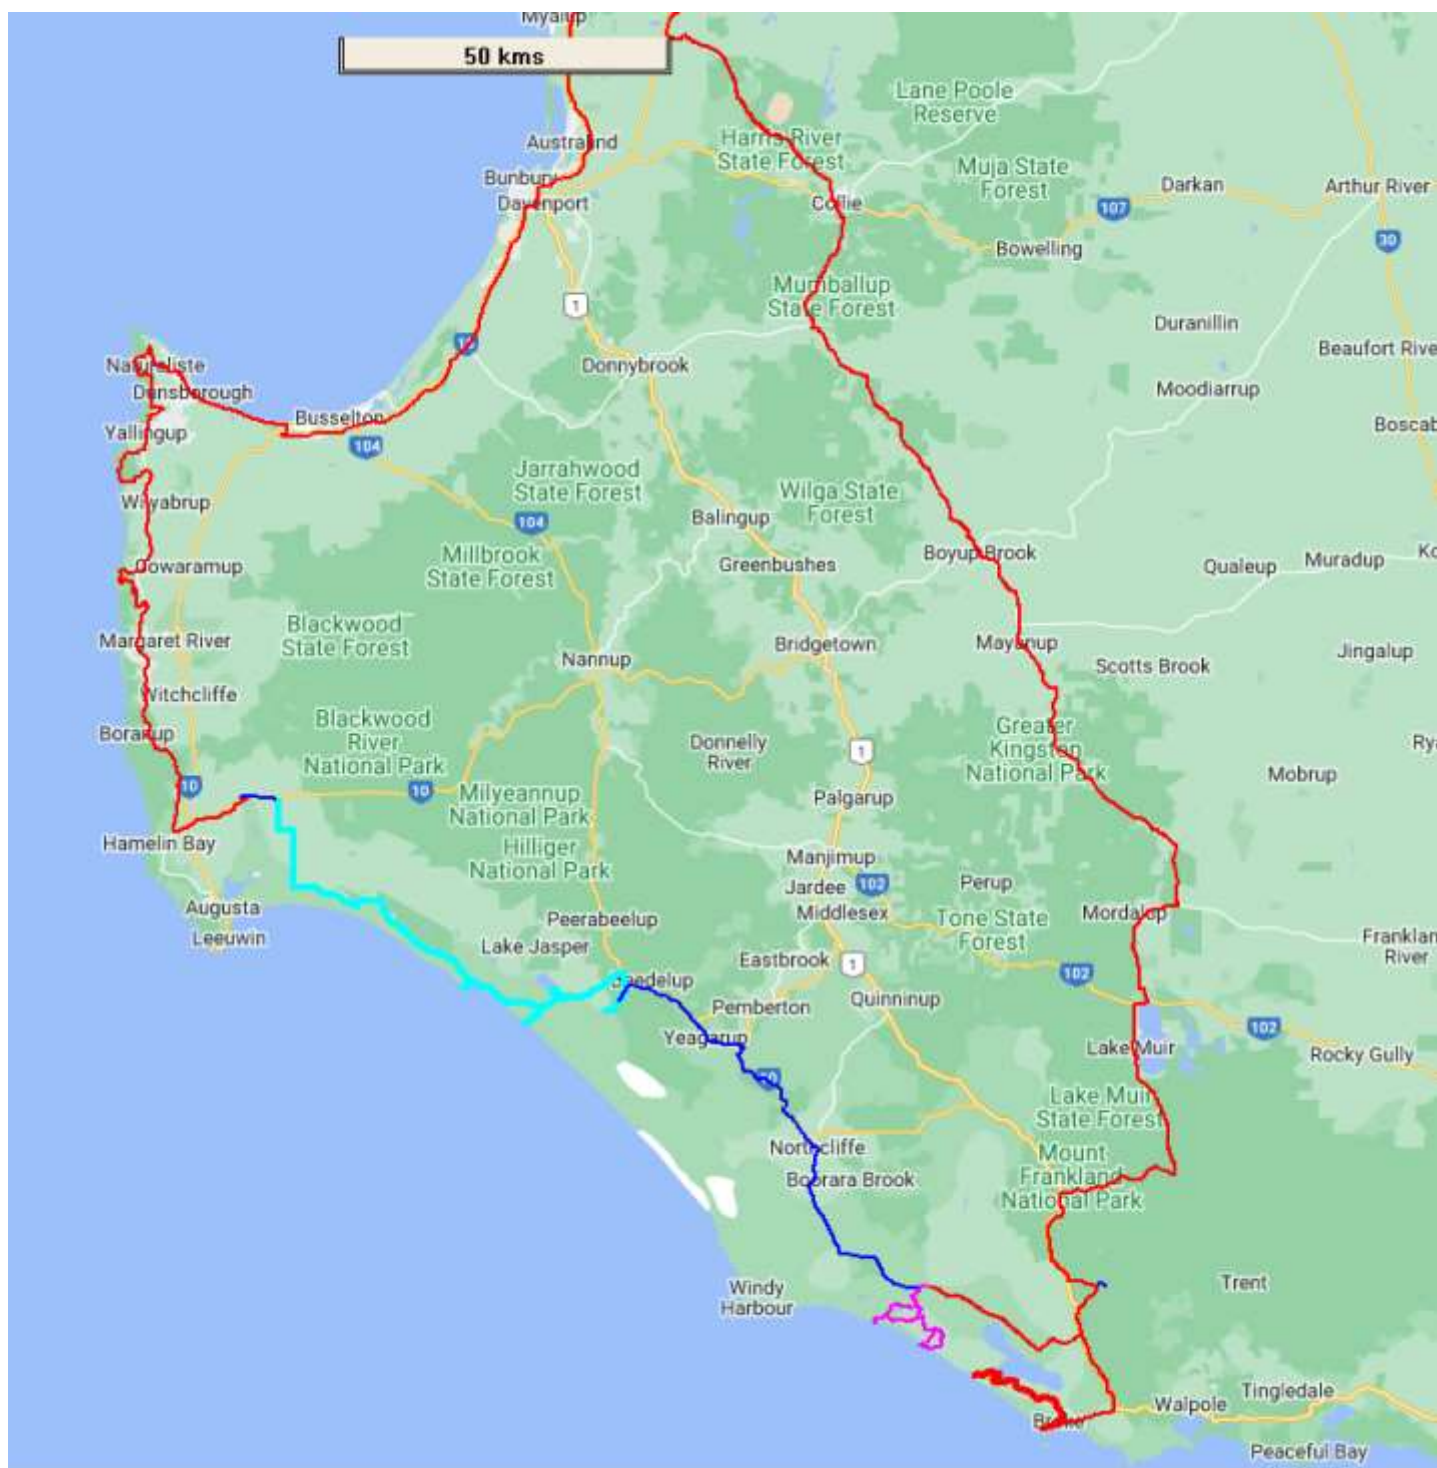 Myalup
50 kms
Lane Poole
Reserve
Australind
Harris River
State Forest
Muja State
Forest
Bunbury
Darkan
Arthur River
Davenport
Collie
107
Bowelling
30
Mumballup
State Forest
1
Duranillin
10
Beaufort Rive
Naturaliste
Donnybrook
Dunsborough
Moodiarrup
Busselton
Boscab
Yallingup
104
Jarrahwood
State Forest
Wilga State
Forest
Wilyabrup
Balingup
104
Millbrook
State Forest
Boyup Brook
Ko
Cowaramup
Greenbushes
Qualeup
Muradup
Blackwood
State Forest
Margaret River
Bridgetown
Mayanup
Jingalup
Nannup
Scotts Brook
Witchcliffe
Blackwood
River
National Park
Greater
Kingston
National Park
Boranup
Donnelly
River
1
Ry
Mobrup
10
10
Milyeannup
National Park
Palgarup
Hamelin Bay
Hilliger
National Park
Manjimup
Jardee
102
Perup
Augusta
Middlesex
Mordalup
Peerabeelup
Tone State
Forest
Leeuwin
Lake Jasper
Franklan
River
Eastbrook
1
102
Beedelup
Quinninup
Pemberton
102
Yeagarup
Lake Muir
Rocky Gully
10
Lake Muir
State Forest
Northcliffe
Mount
Frankland
National Park
Boorara Brook
Windy
Harbour
Trent
Tingledale
Walpole
Broke
Peaceful Bay